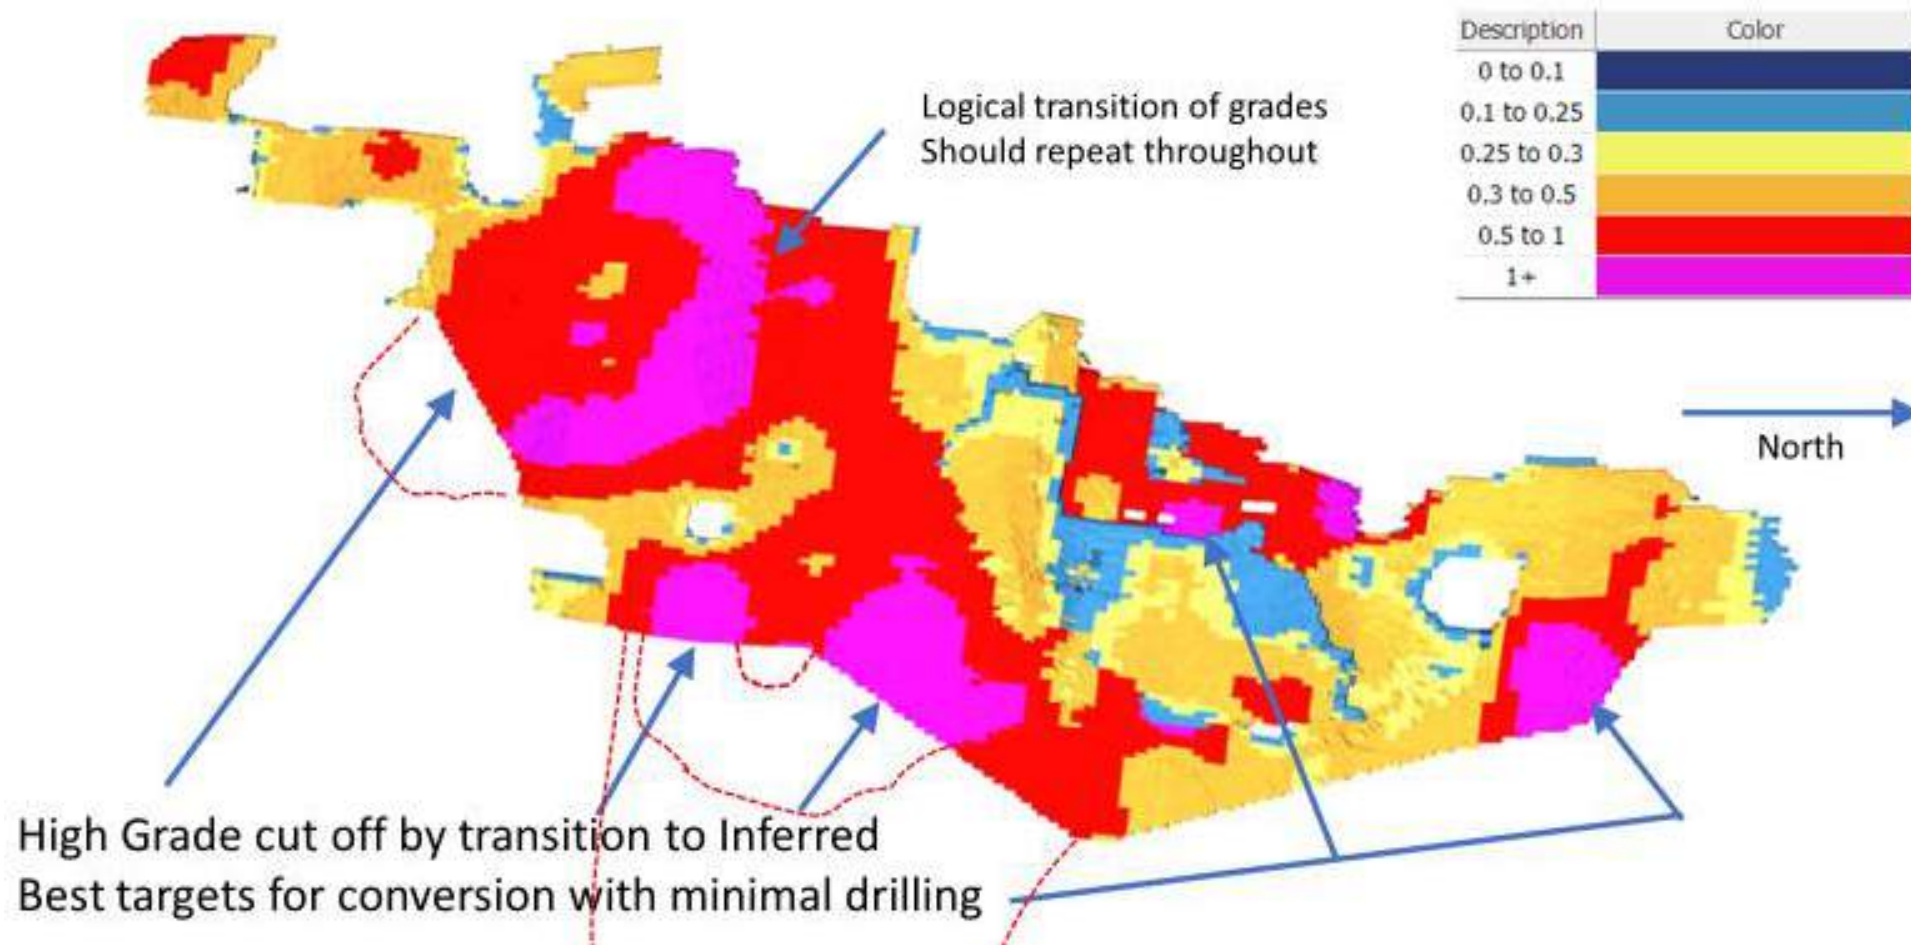 Description Color
0 to 0.1
0.1 to 0.25
0.25 to 0.3
0.3 to 0.5
0.5 to 1
1+
Logical transition of grades
Should repeat throughout
North
High Grade cut off by transition to Inferred
Best targets for conversion with minimal drilling